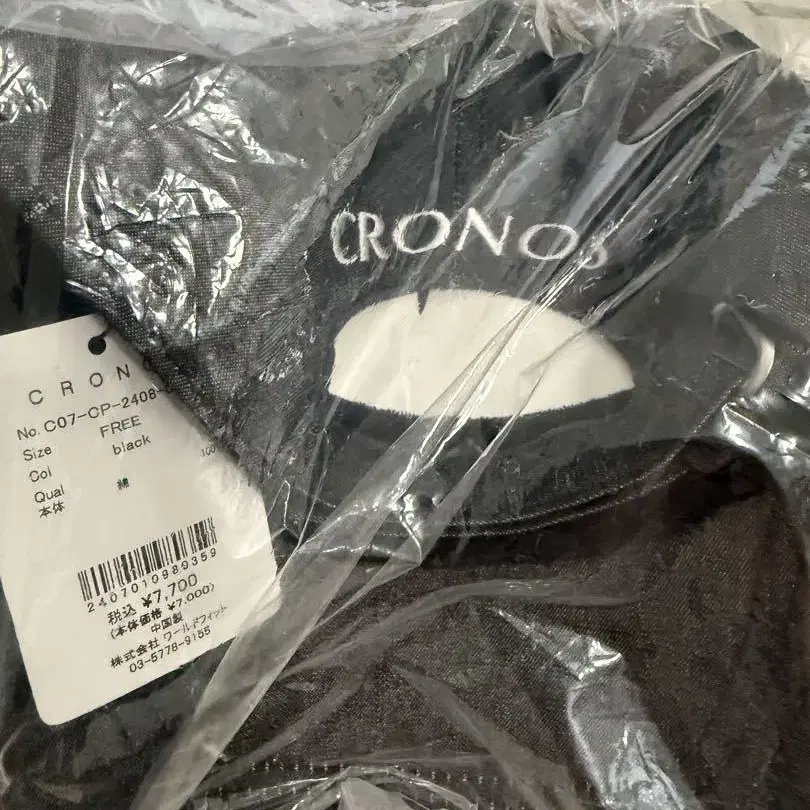 CRONOS
CRONO
No. C07-CP-2408-
Size FREE
Col black
Qual
本体 綿 100
2407010989359
税込 ¥7,700
(本体価格 ¥7,000)
中国製
株式会社 ワールドフィット
03-5778-9155